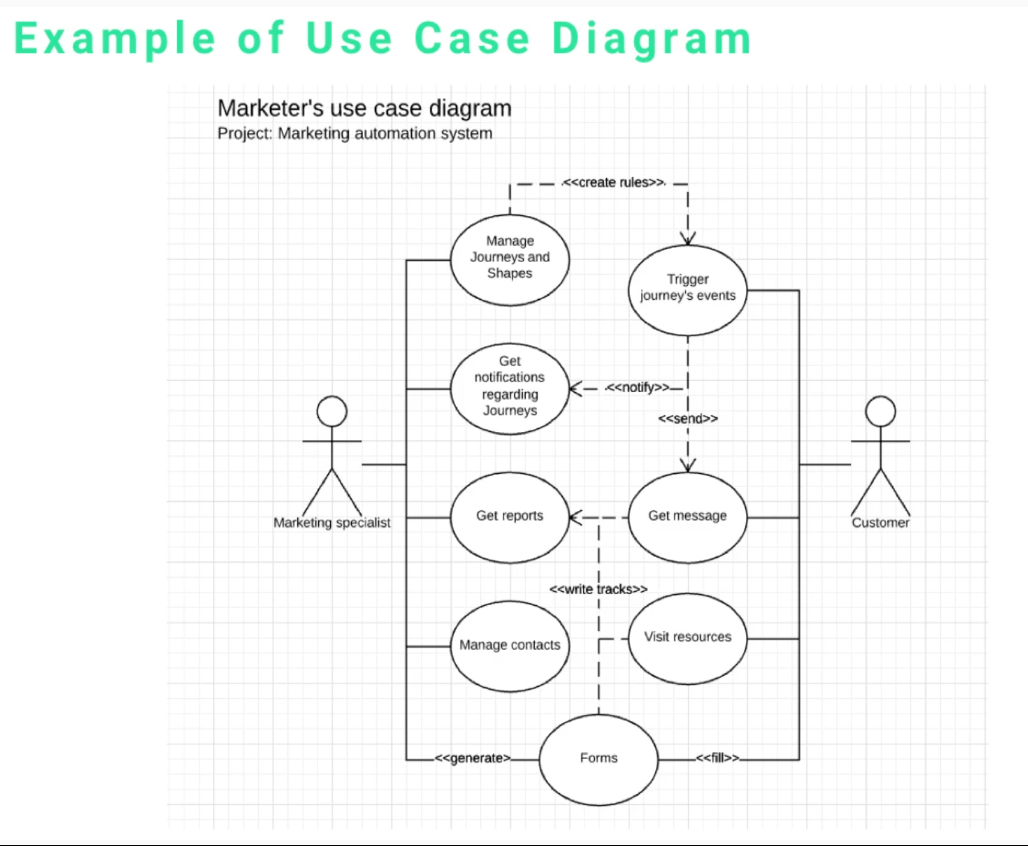 Example of Use Case Diagram
Marketer's use case diagram
Project: Marketing automation system
<<create rules>>
Manage
Journeys and
Shapes
Trigger
journey's events
Get
notifications
regarding
Journeys
<<notify>>
<<send>>
Marketing specialist
Get reports
Get message
Customer
<<write tracks>>
Manage contacts
Visit resources
<<generate>
Forms
<<fill>>